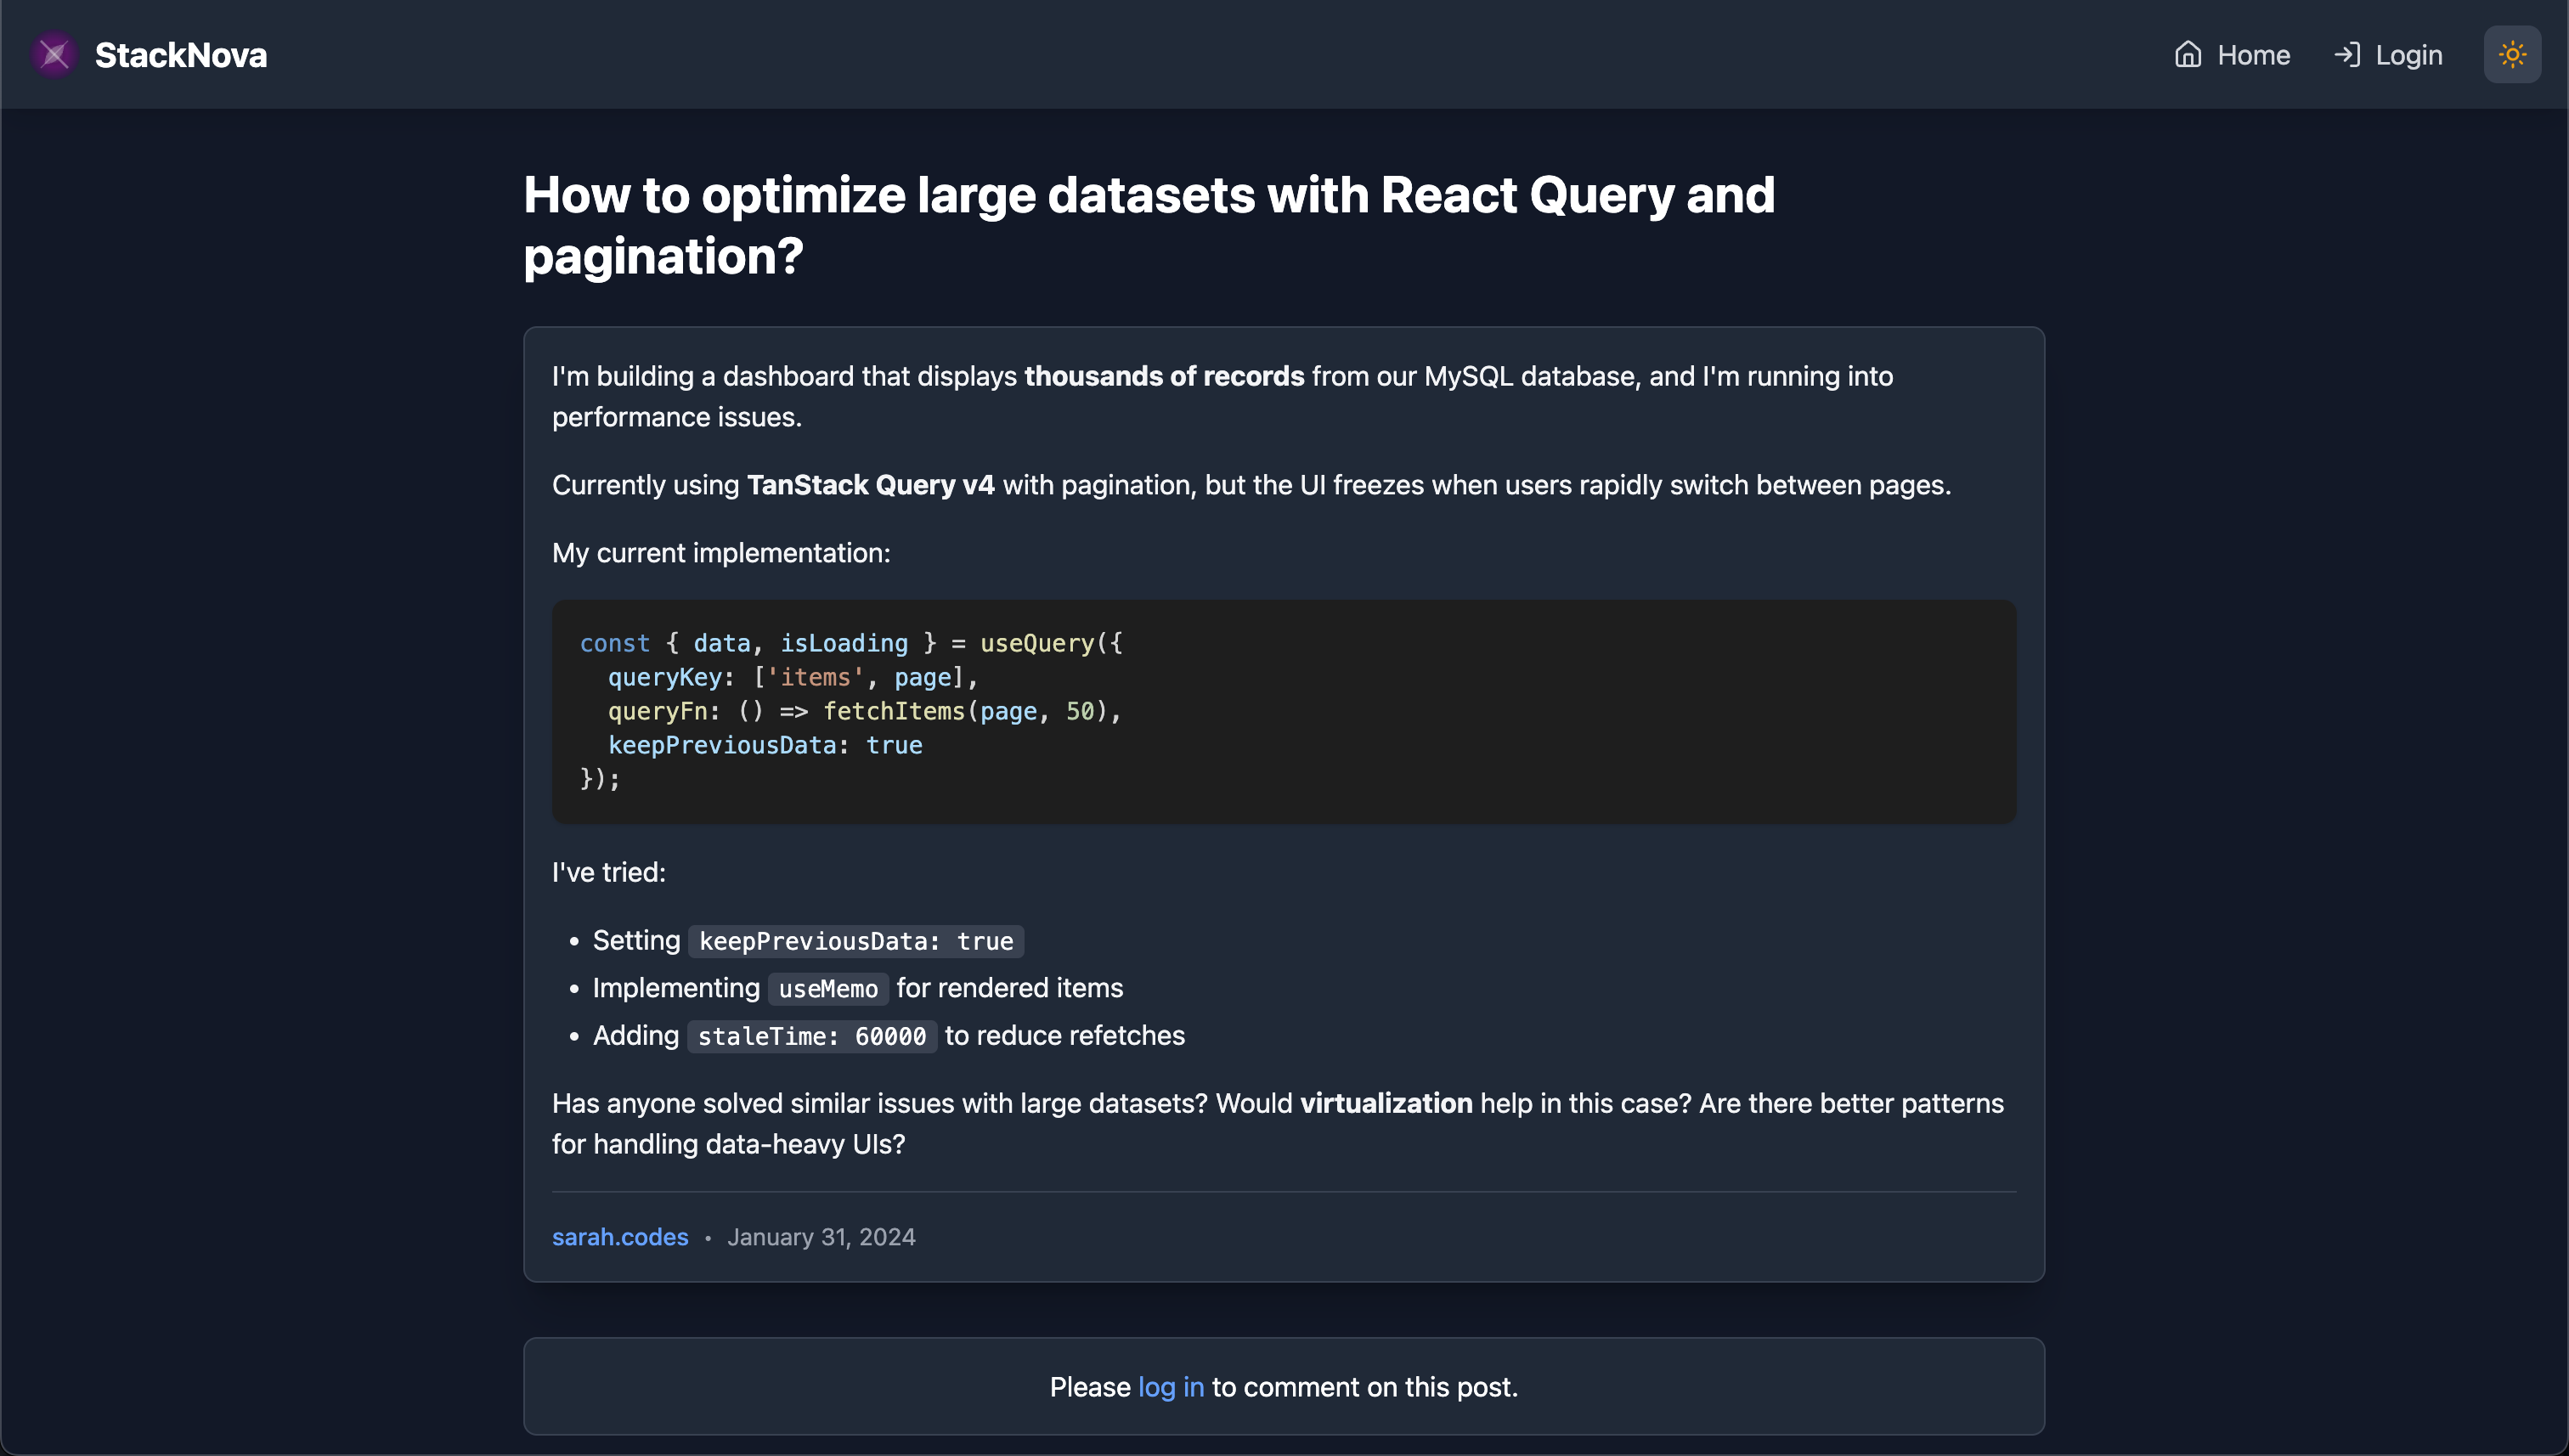 StackNova
Home
Login
How to optimize large datasets with React Query and
pagination?
I'm building a dashboard that displays thousands of records from our MySQL database, and I'm running into
performance issues.
Currently using TanStack Query v4 with pagination, but the UI freezes when users rapidly switch between pages.
My current implementation:
const { data, isLoading } = useQuery({
  queryKey: ['items', page],
  queryFn: () => fetchItems(page, 50),
  keepPreviousData: true
});
I've tried:
• Setting keepPreviousData: true
• Implementing useMemo for rendered items
• Adding staleTime: 60000 to reduce refetches
Has anyone solved similar issues with large datasets? Would virtualization help in this case? Are there better patterns
for handling data-heavy UIs?
sarah.codes • January 31, 2024
Please log in to comment on this post.